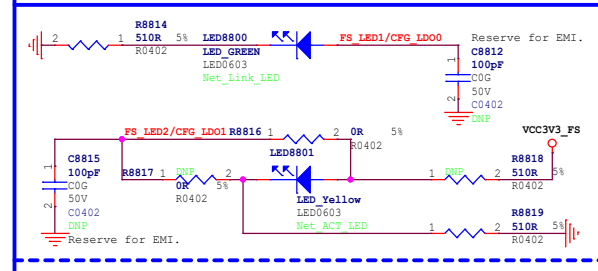 R8814
2 1 510R 5% LED8800 FS_LED1/CFG_LDO0 Reserve for EMI.
R0402 LED_GREEN C8812
LED0603 1 100pF
Net_Link_LED C0G
50V
2 C0402
DNP
FS_LED2/CFG_LDO1 R8816 1 2 0R 5% VCC3V3_FS
R0402
C8815 LED8801
1 100pF R8817 1 DNP 2 1 DNP 2 R8818
C0G 0R 5% 510R 5%
50V R0402 LED_Yellow R0402
2 C0402 LED0603
DNP Net_ACT_LED R8819
Reserve for EMI. 1 2 510R 5%
R0402